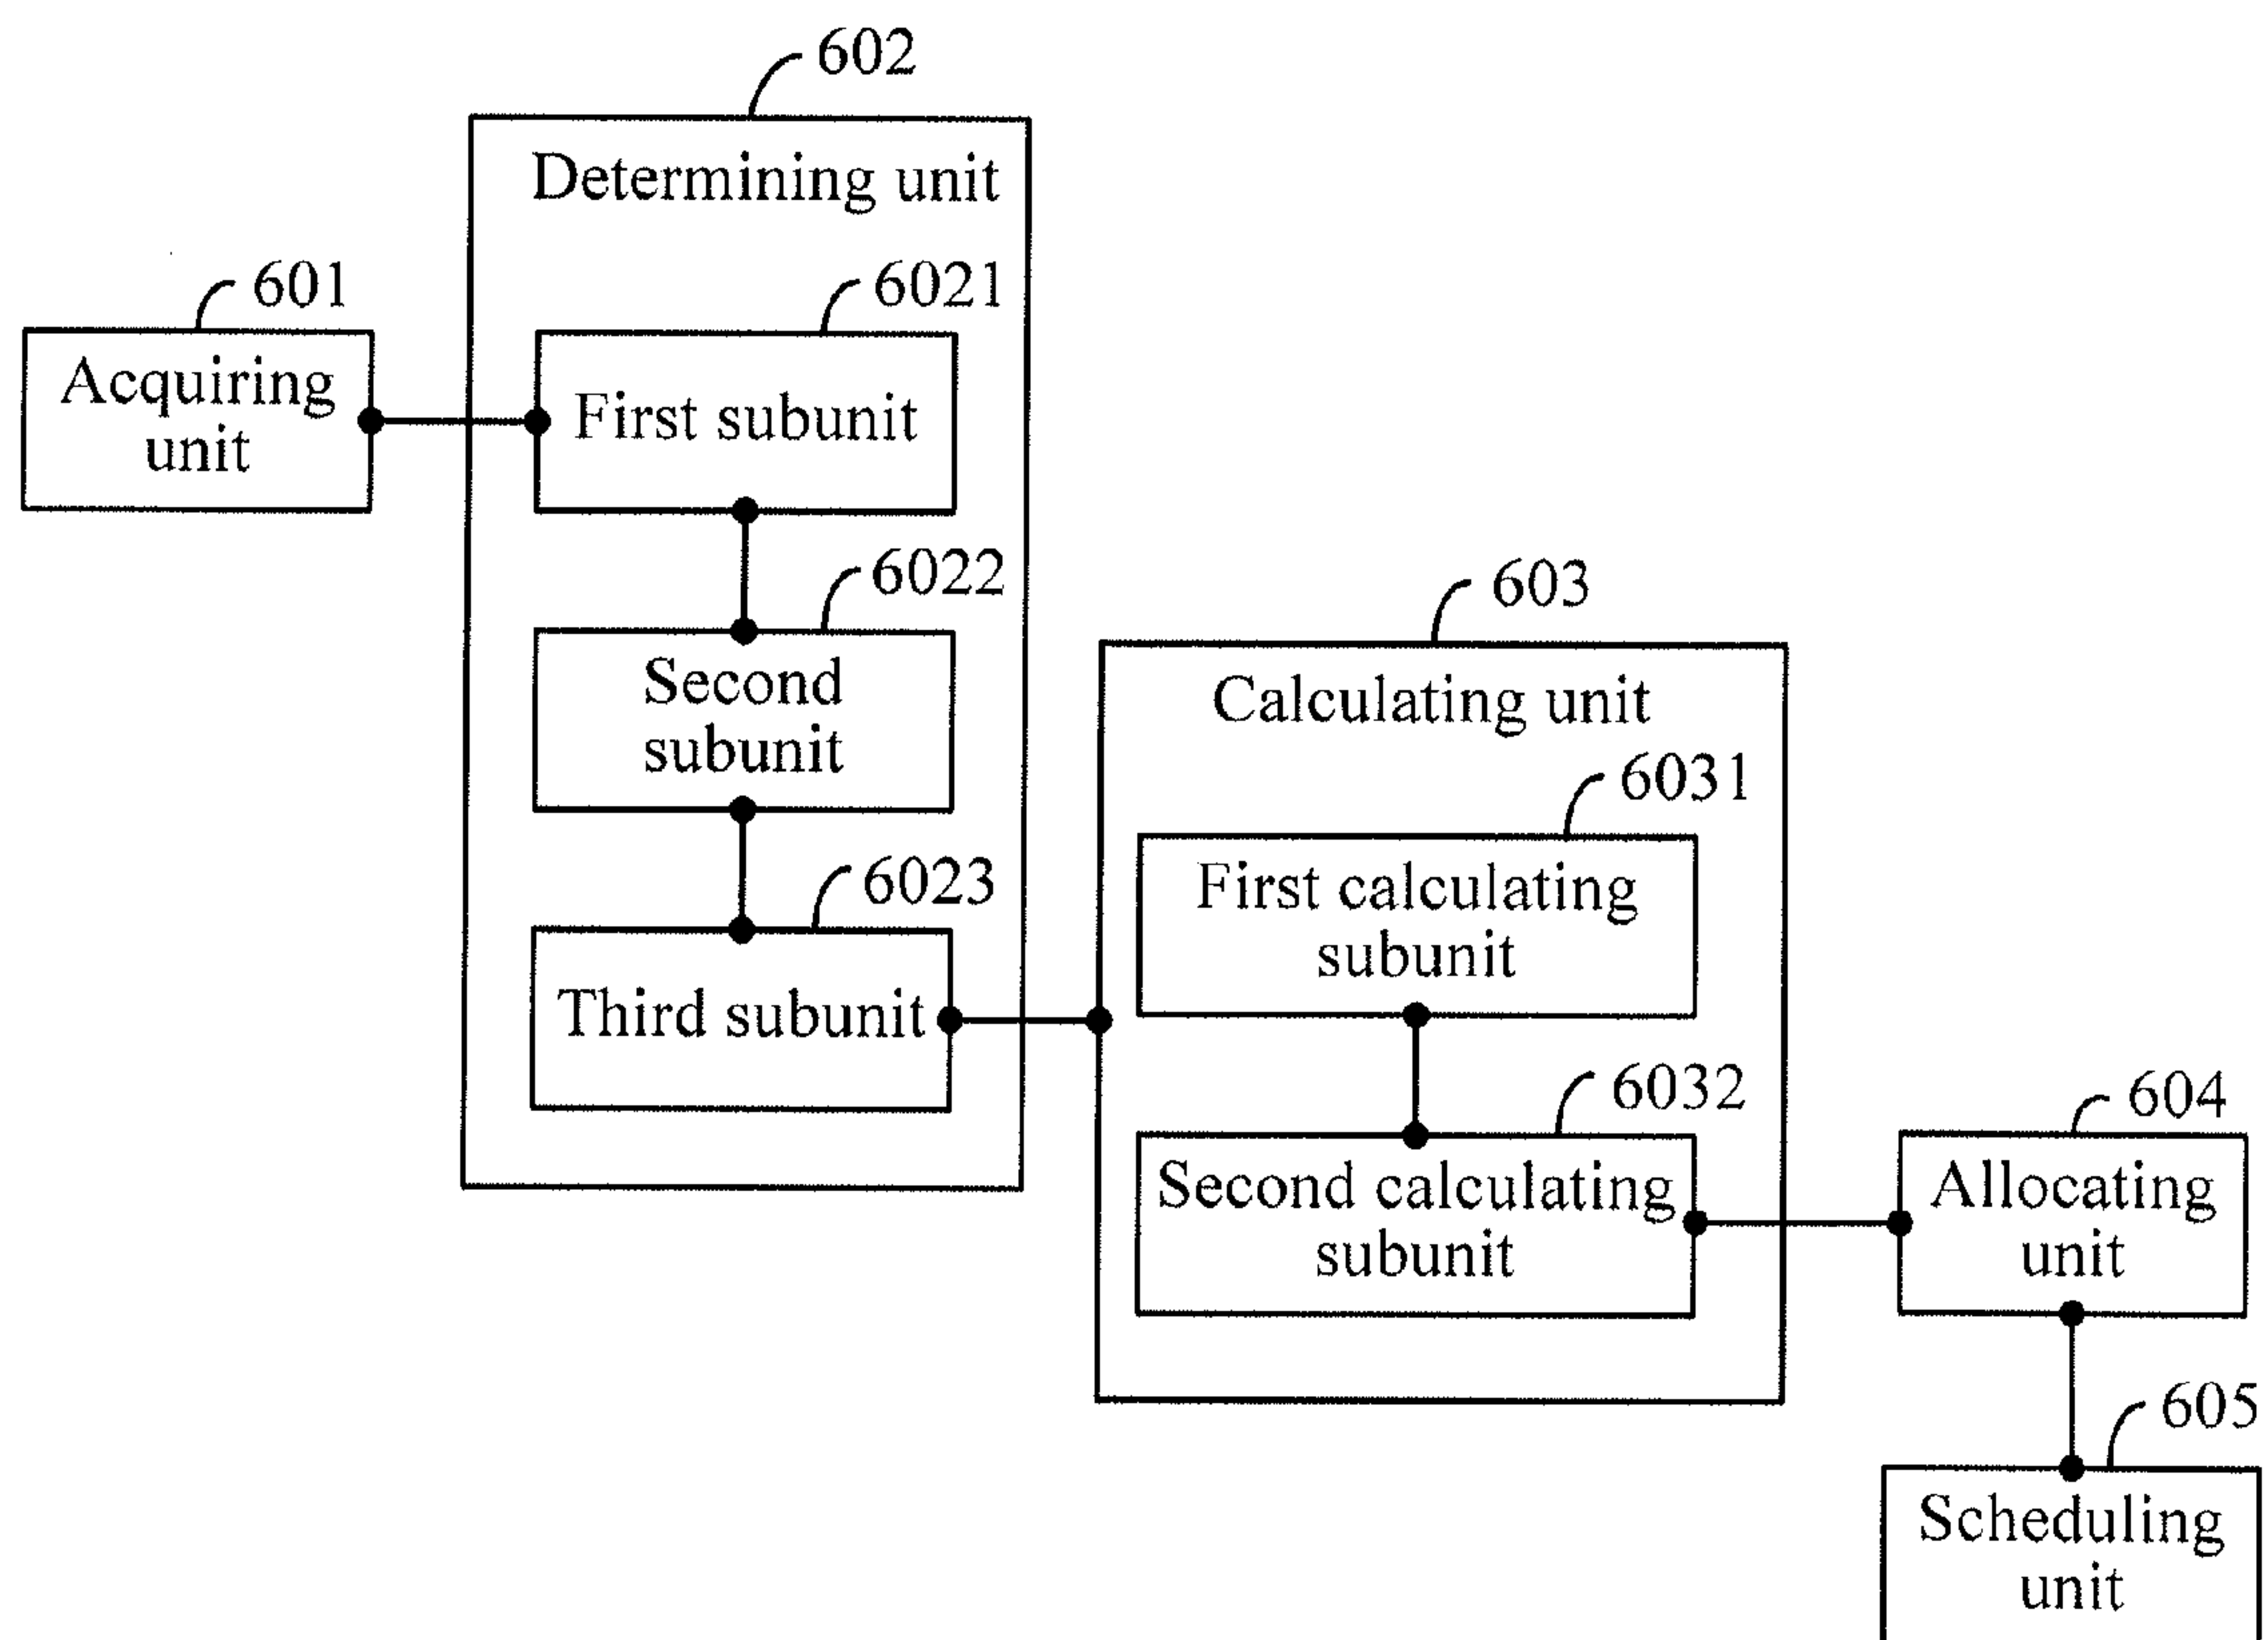 602
Determining unit
601
Acquiring
unit
6021
First subunit
6022
Second
subunit
6023
Third subunit
603
Calculating unit
6031
First calculating
subunit
6032
Second calculating
subunit
604
Allocating
unit
605
Scheduling
unit